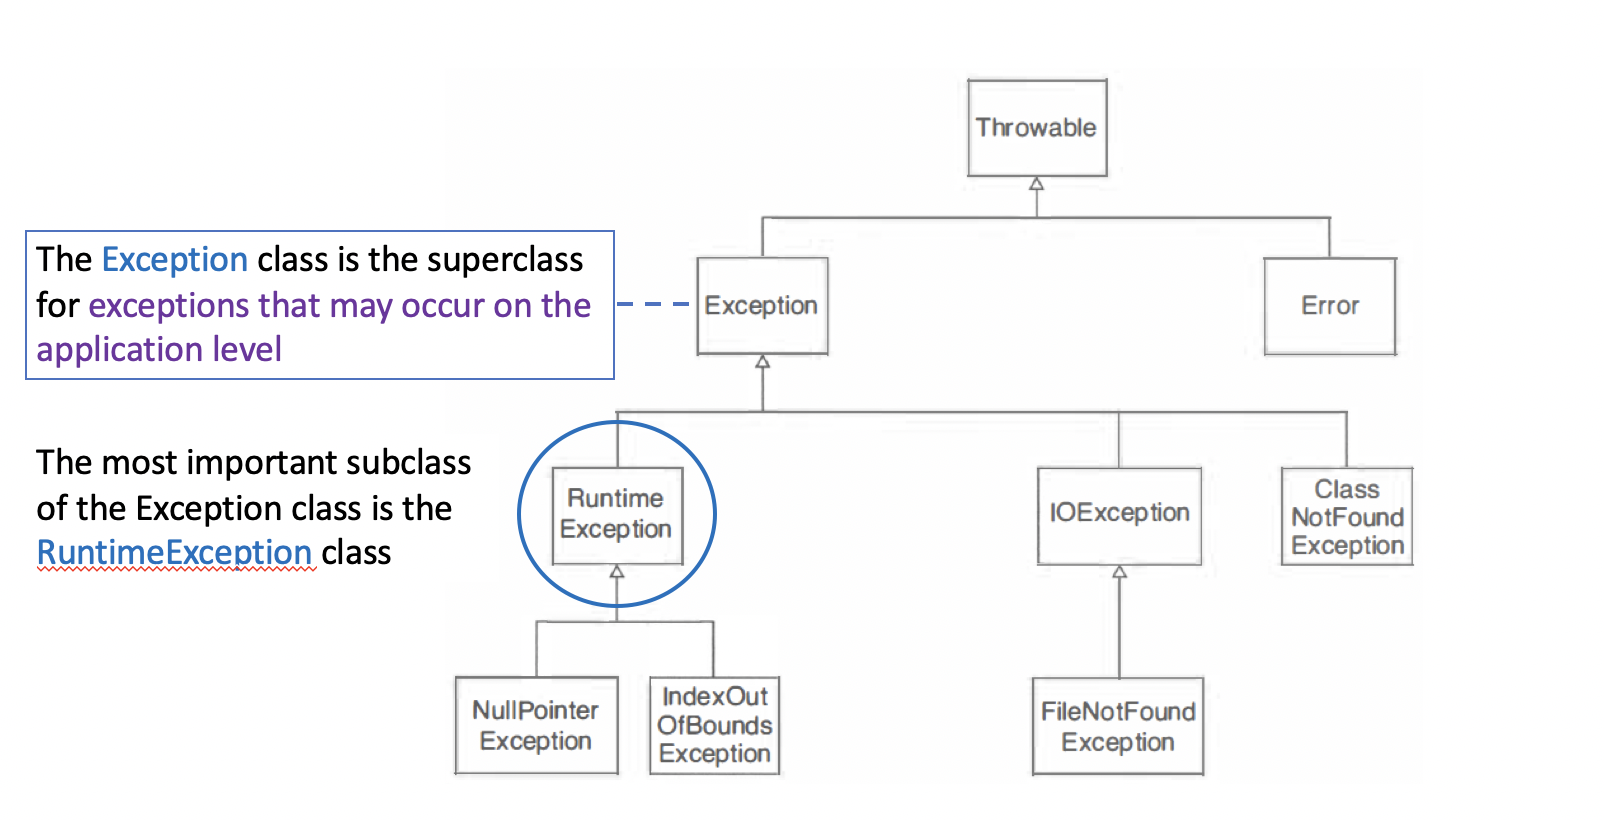 Throwable
The Exception class is the superclass
for exceptions that may occur on the
application level
Exception
Error
The most important subclass
of the Exception class is the
RuntimeException class
Runtime
Exception
IOException
Class
NotFound
Exception
NullPointer
Exception
IndexOut
OfBounds
Exception
FileNotFound
Exception